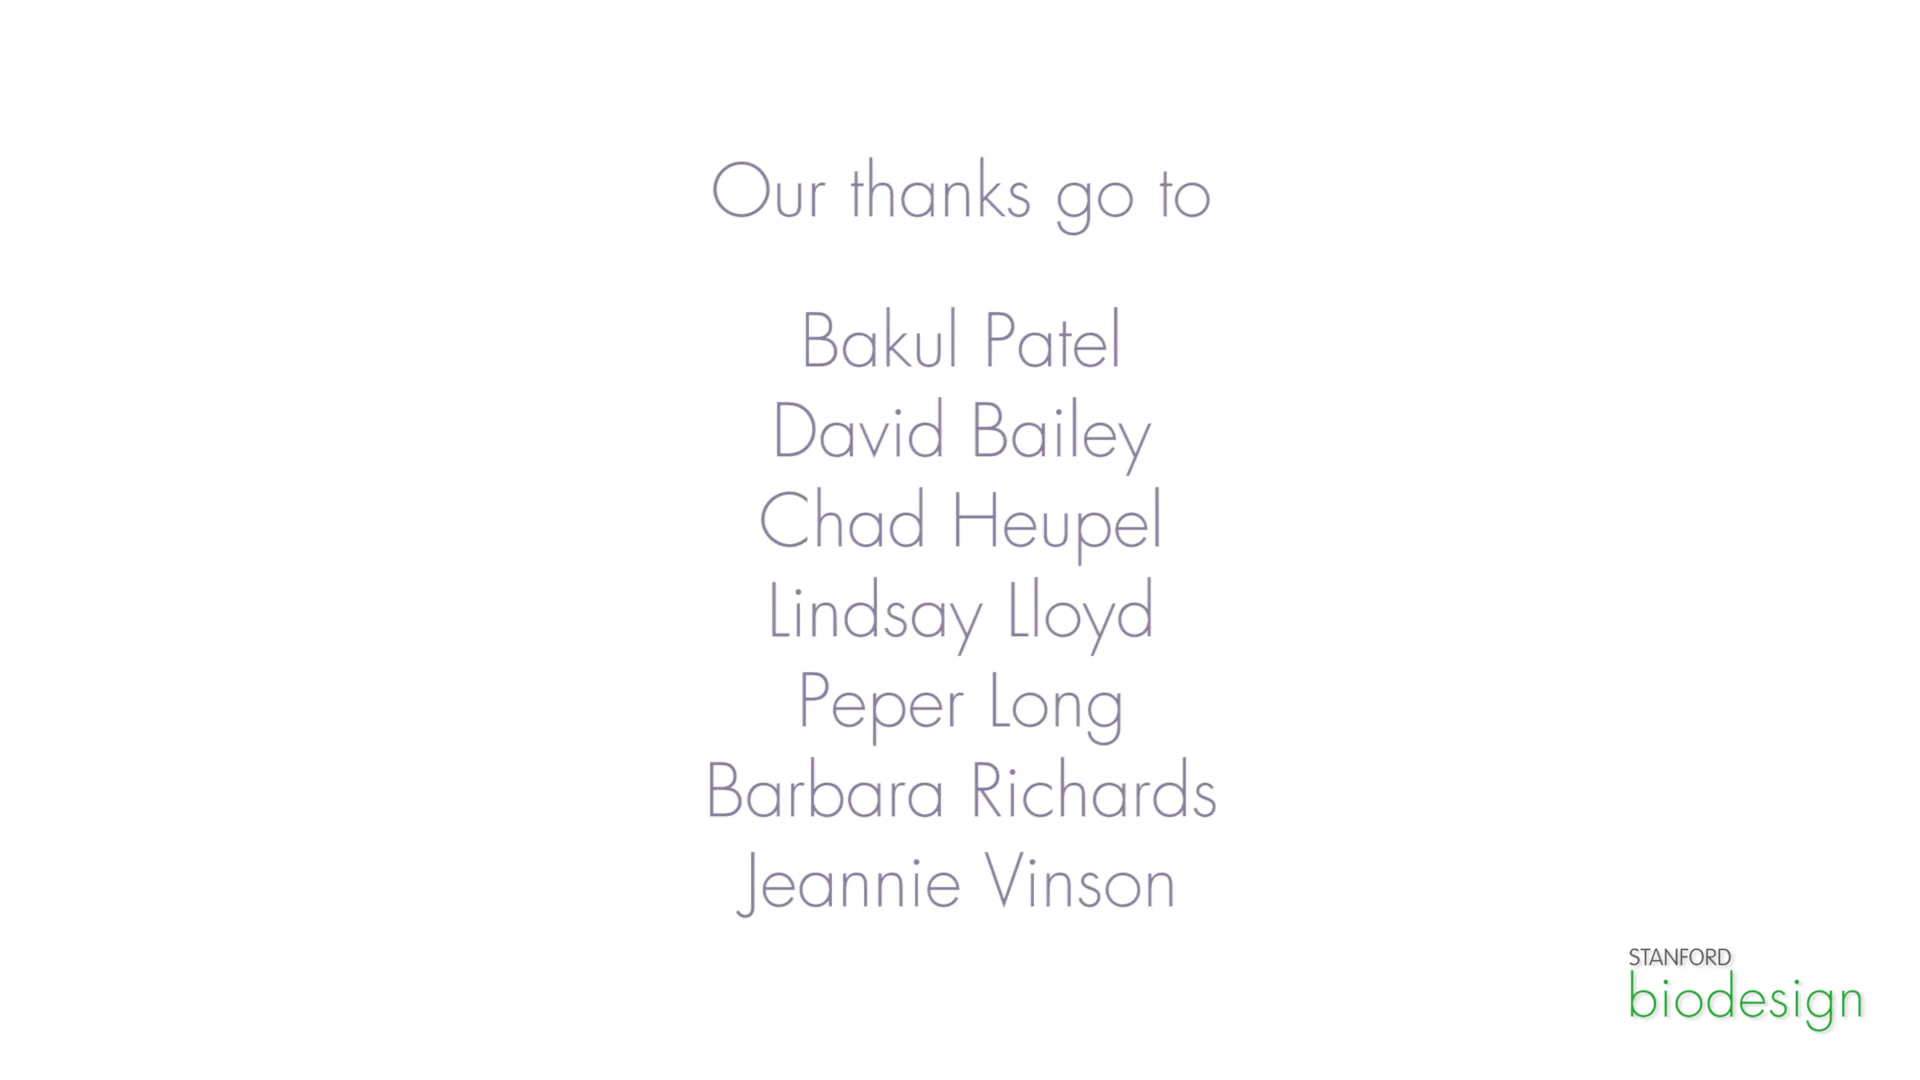 Our thanks go to
Bakul Patel
David Bailey
Chad Heupel
Lindsay Lloyd
Peper Long
Barbara Richards
Jeannie Vinson
STANFORD
biodesign